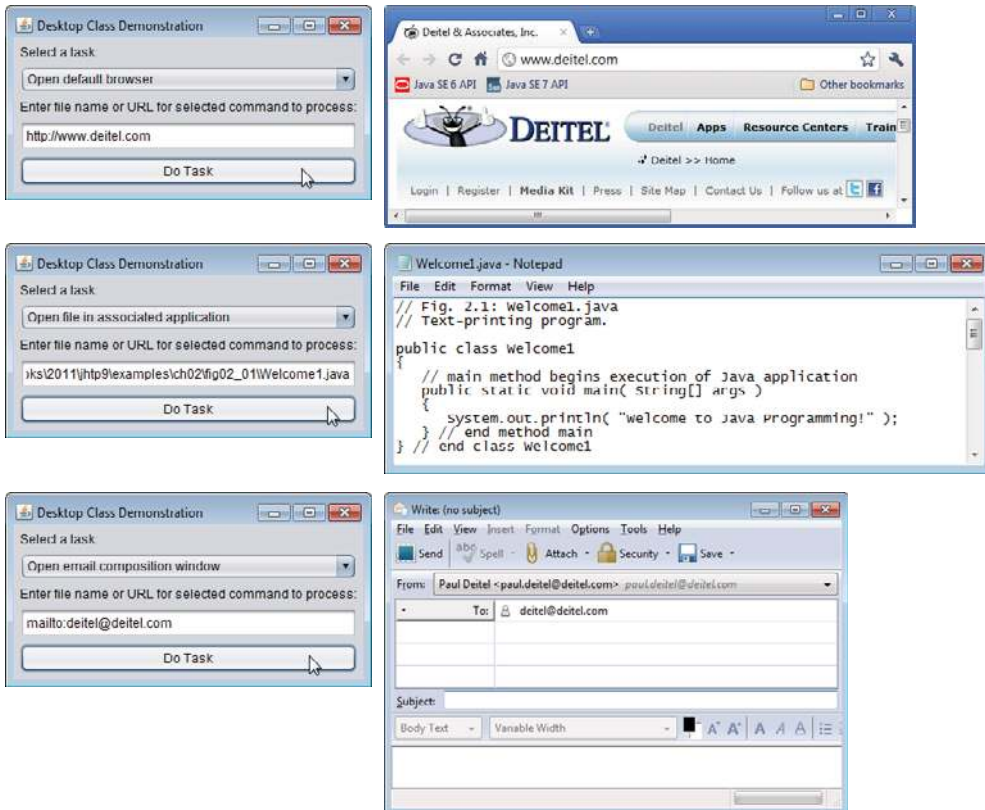 Desktop Class Demonstration
Select a task
Open default browser
Enter file name or URL for selected command to process:
http://www.deitel.com
Do Task
Deitel & Associates, Inc.
www.deitel.com
Java SE 6 API Java SE 7 API Other bookmarks
DEITEL
Deitel Apps Resource Centers Train
Deitel >> Home
Login | Register | Media Kit | Press | Site Map | Contact Us | Follow us at
Desktop Class Demonstration
Select a task
Open file in associated application
Enter file name or URL for selected command to process:
ks\2011\jhtp9\examples\ch02\fig02_01\Welcome1.java
Do Task
Welcome1.java - Notepad
File Edit Format View Help
// Fig. 2.1: Welcome1.java
// Text-printing program.
public class Welcome1
{
// main method begins execution of Java application
public static void main( String[] args )
{
System.out.println( "Welcome to Java Programming!" );
} // end method main
} // end class Welcome1
Desktop Class Demonstration
Select a task
Open email composition window
Enter file name or URL for selected command to process:
mailto:deitel@deitel.com
Do Task
Write: (no subject)
File Edit View Insert Format Options Tools Help
Send Spell Attach Security Save
From: Paul Deitel <paul.deitel@deitel.com> paul.deitel@deitel.com
To: deitel@deitel.com
Subject:
Body Text Variable Width